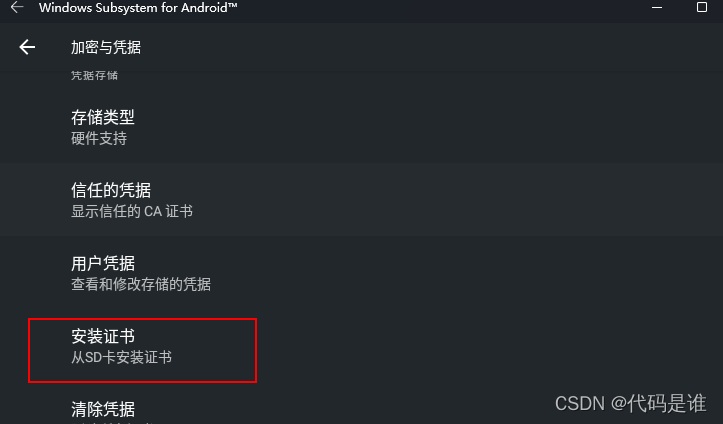 Windows Subsystem for Android™
加密与凭据
凭据存储
存储类型
硬件支持
信任的凭据
显示信任的 CA 证书
用户凭据
查看和修改存储的凭据
安装证书
从SD卡安装证书
清除凭据
CSDN @代码是谁